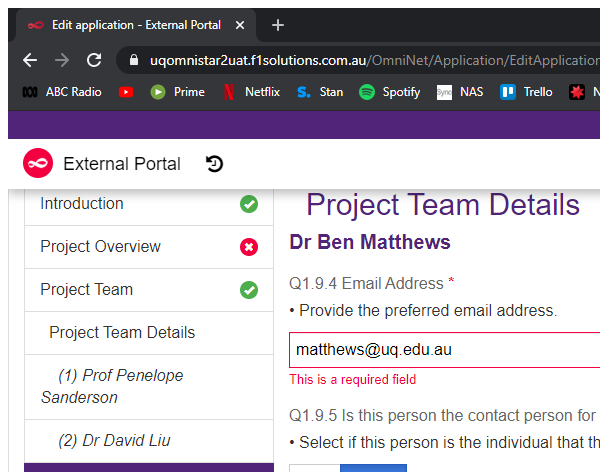 Edit application - External Portal
uqomnistar2uat.f1solutions.com.au/OmniNet/Application/EditApplication
ABC Radio Prime Netflix Stan Spotify Sync NAS Trello N
External Portal
Introduction
Project Overview
Project Team
Project Team Details
(1) Prof Penelope
Sanderson
(2) Dr David Liu
Project Team Details
Dr Ben Matthews
Q1.9.4 Email Address *
• Provide the preferred email address.
matthews@uq.edu.au
This is a required field
Q1.9.5 Is this person the contact person for
• Select if this person is the individual that th